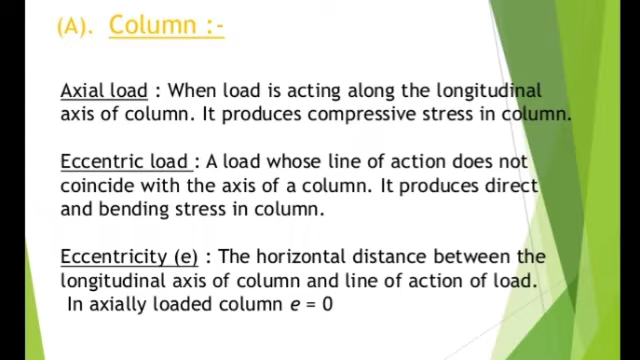 (A). Column :-
Axial load : When load is acting along the longitudinal
axis of column. It produces compressive stress in column.
Eccentric load : A load whose line of action does not
coincide with the axis of a column. It produces direct
and bending stress in column.
Eccentricity (e) : The horizontal distance between the
longitudinal axis of column and line of action of load.
In axially loaded column e = 0